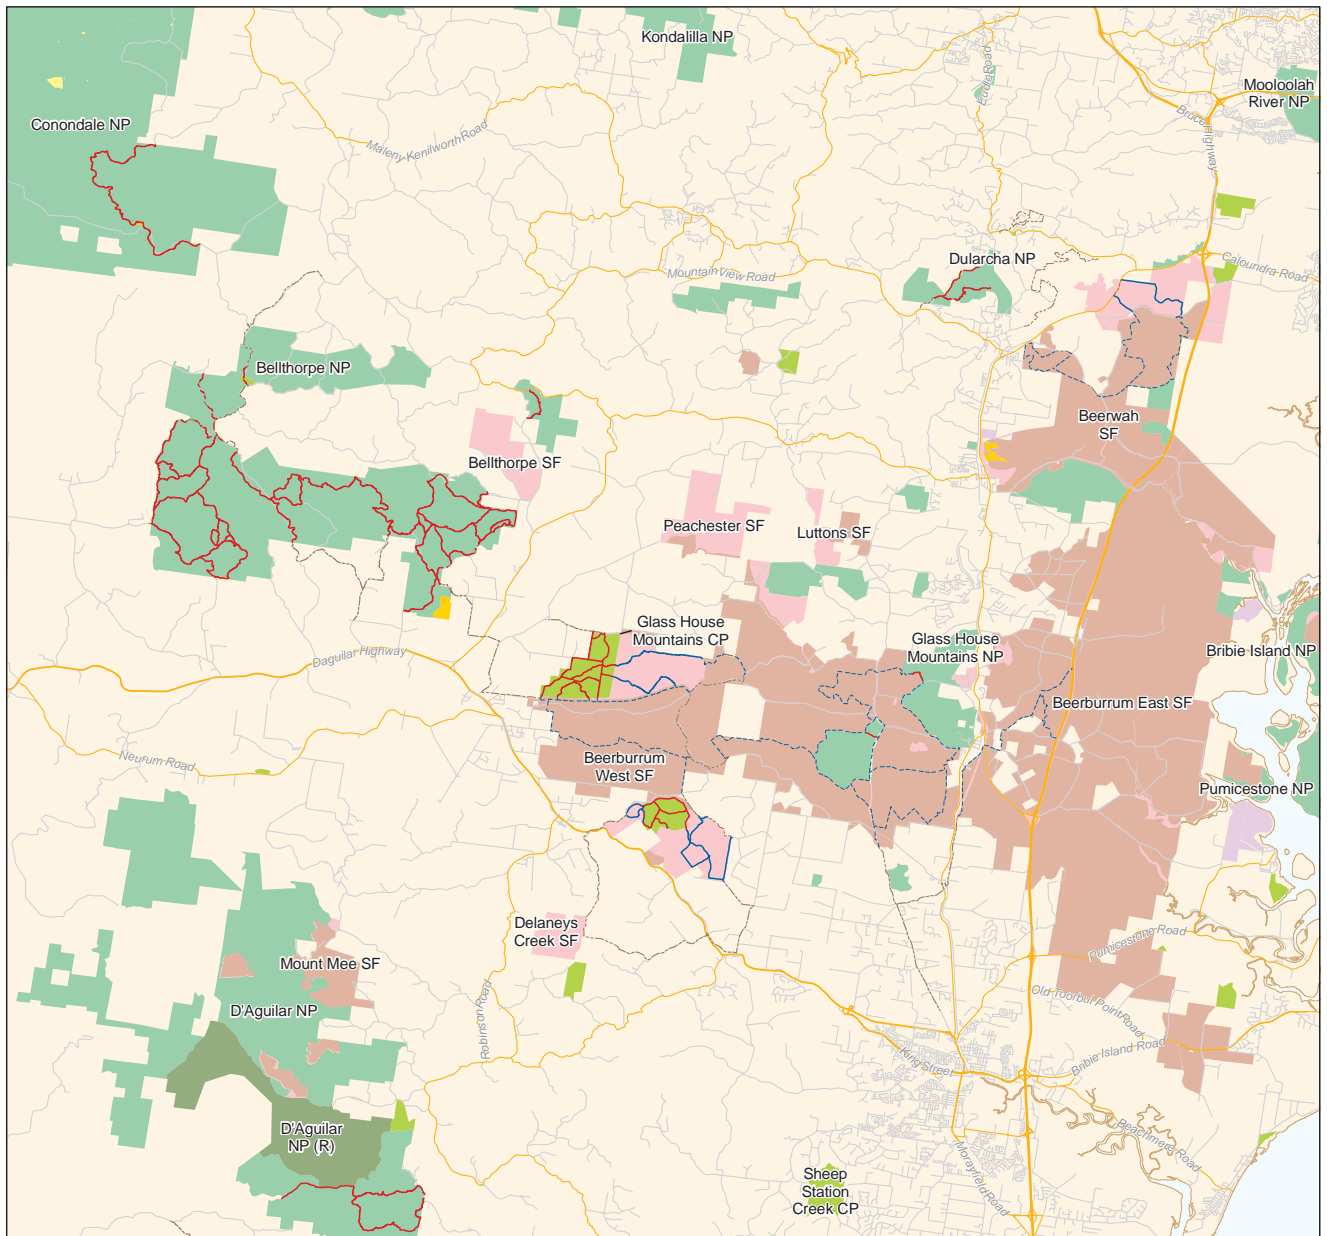 Kondalilla NP
Eudlo Road
Mooloolah
River NP
Bruce Highway
Conondale NP
Maleny Kenilworth Road
Dularcha NP
Caloundra Road
Mountain View Road
Bellthorpe NP
Beerwah
SF
Bellthorpe SF
Peachester SF
Luttons SF
Glass House
Mountains CP
Glass House
Mountains NP
Bribie Island NP
Daguilar Highway
Beerburrum East SF
Neurum Road
Beerburrum
West SF
Pumicestone NP
Delaneys
Creek SF
Pumicestone Road
Mount Mee SF
D'Aguilar NP
Robinson Road
Old Toorbul Point Road
King Street
Bribie Island Road
D'Aguilar
NP (R)
Beachmere Road
Morayfield Road
Sheep
Station
Creek CP